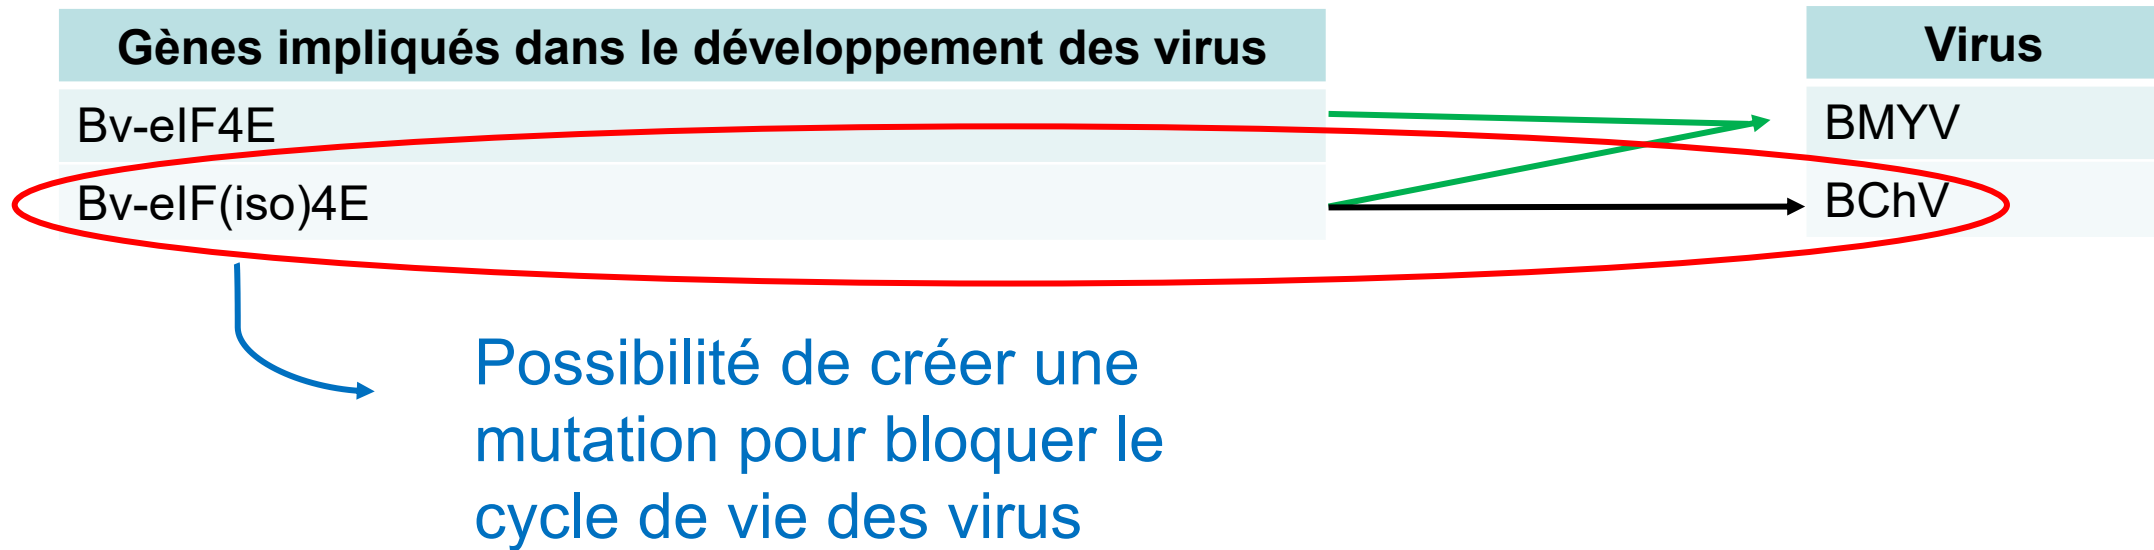 Gènes impliqués dans le développement des virus
Virus
Bv-eIF4E
BMYV
Bv-eIF(iso)4E
BChV
Possibilité de créer une
mutation pour bloquer le
cycle de vie des virus